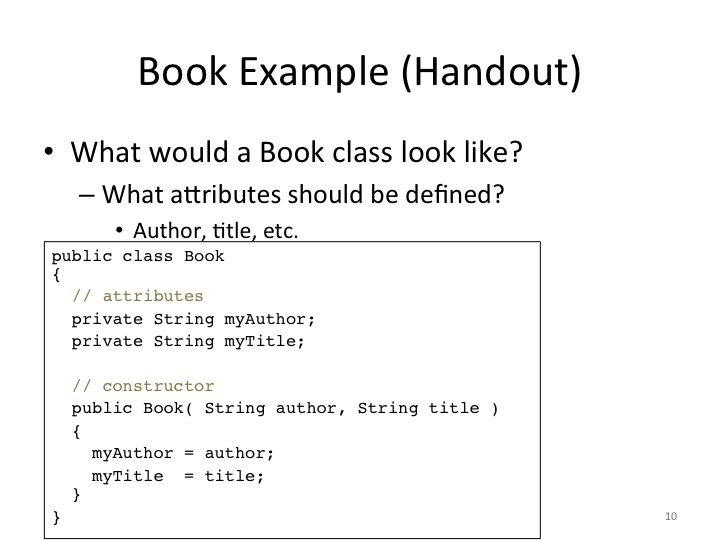 Book Example (Handout)
• What would a Book class look like?
– What attributes should be defined?
• Author, title, etc.
public class Book
{
  // attributes
  private String myAuthor;
  private String myTitle;

  // constructor
  public Book( String author, String title )
  {
    myAuthor = author;
    myTitle  = title;
  }
}
10